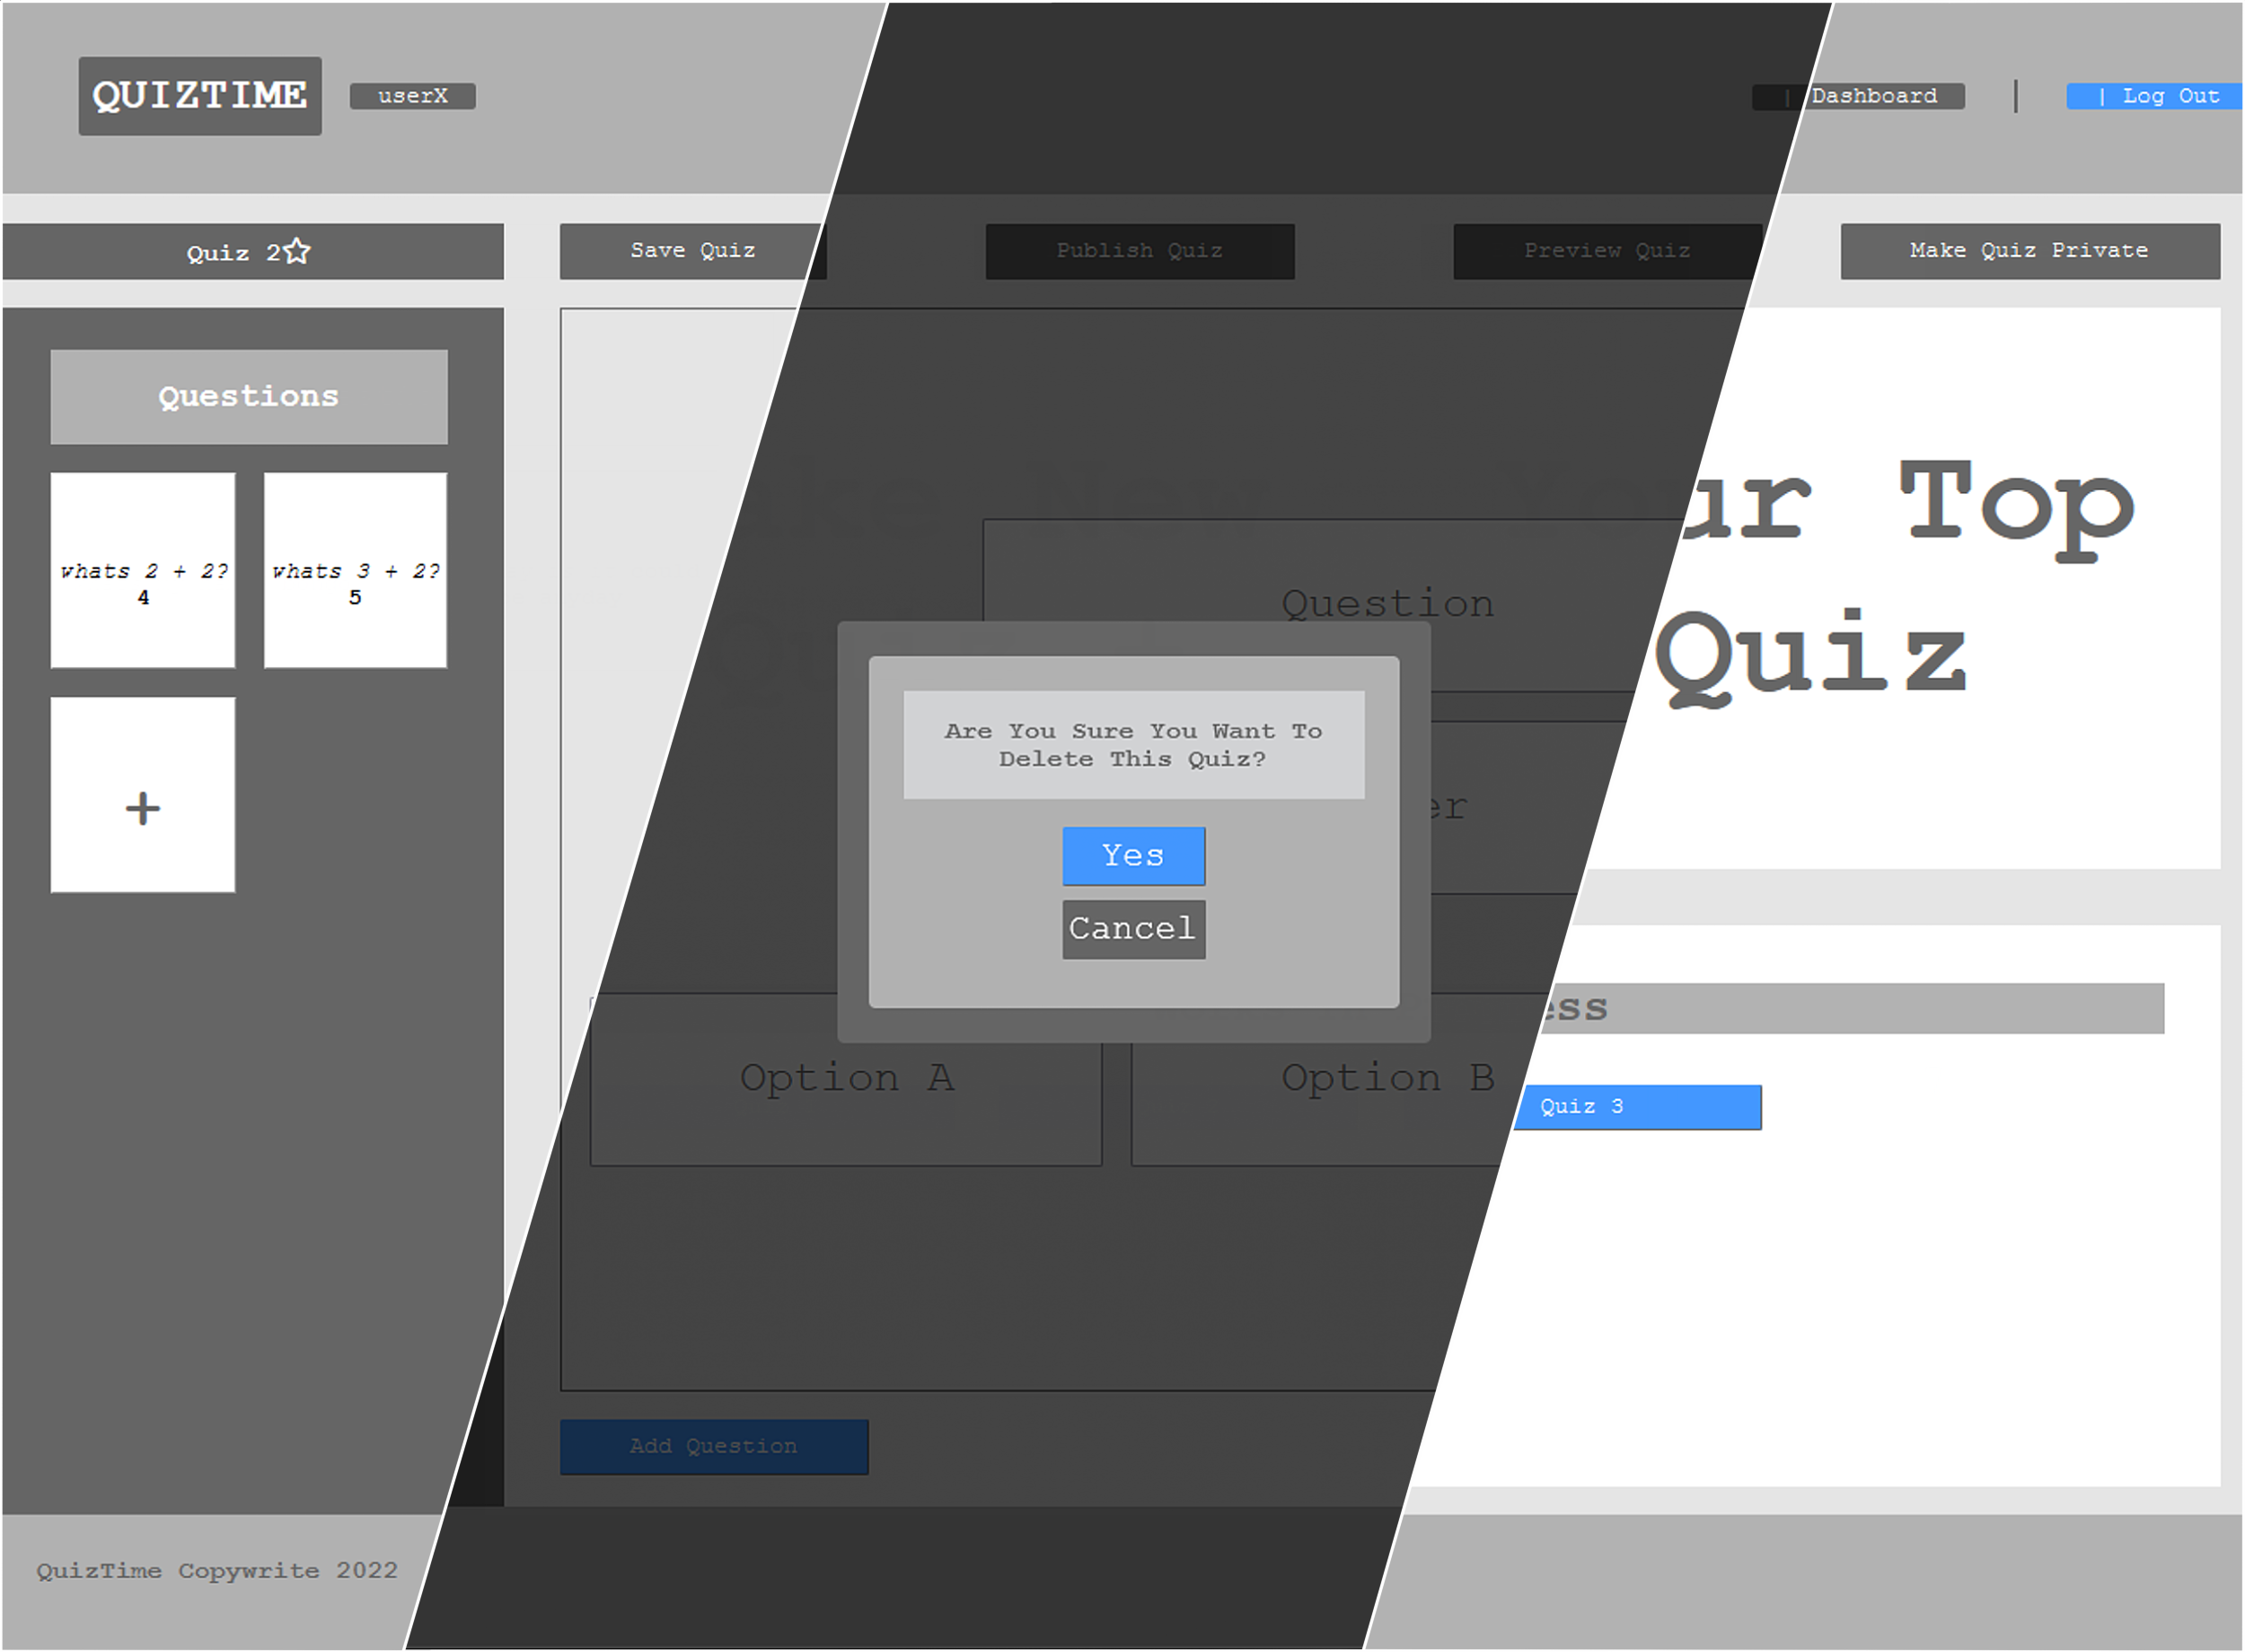 QUIZTIME
userX
| Dashboard
|
| Log Out
Quiz 2
Save Quiz
Publish Quiz
Preview Quiz
Make Quiz Private
Questions
whats 2 + 2?
4
whats 3 + 2?
5
+
Question
ur Top
Quiz
Are You Sure You Want To
Delete This Quiz?
er
Yes
Cancel
ess
Option A
Option B
Quiz 3
Add Question
QuizTime Copywrite 2022